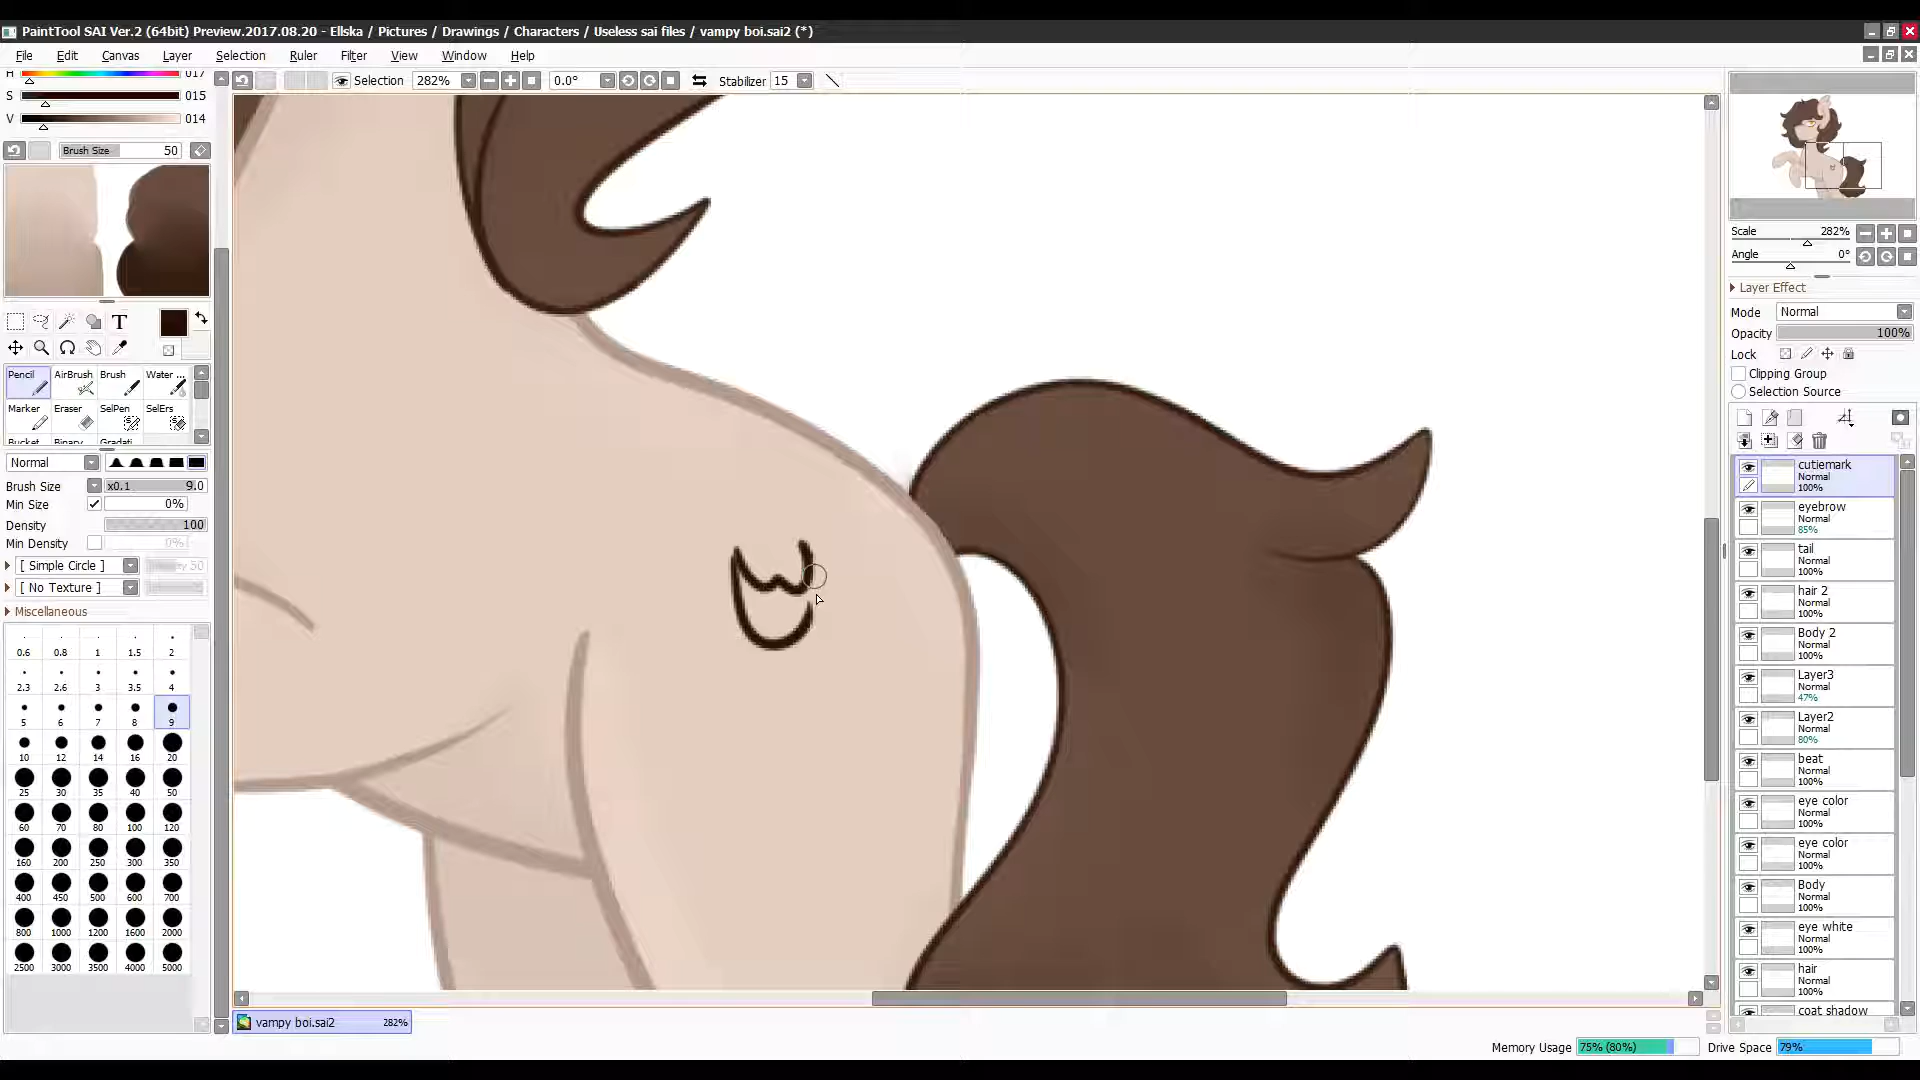 PaintTool SAI Ver.2 (64bit) Preview.2017.08.20 - Ellska / Pictures / Drawings / Characters / Useless sai files / vampy boi.sai2 (*)
File Edit Canvas Layer Selection Ruler Filter View Window Help
H 017
S 015
V 014
Selection 282% 0.0° Stabilizer 15
Brush Size 50
T
Pencil AirBrush Brush Water ...
Marker Eraser SelPen SelErs
Bucket Binary Gradati
Normal
Brush Size x0.1 9.0
Min Size 0%
Density 100
Min Density 0%
[ Simple Circle ] 50
[ No Texture ]
Miscellaneous
0.6 0.8 1 1.5 2
2.3 2.6 3 3.5 4
5 6 7 8 9
10 12 14 16 20
25 30 35 40 50
60 70 80 100 120
160 200 250 300 350
400 450 500 600 700
800 1000 1200 1600 2000
2500 3000 3500 4000 5000
vampy boi.sai2 282%
Scale 282%
Angle 0°
Layer Effect
Mode Normal
Opacity 100%
Lock
Clipping Group
Selection Source
cutiemark
Normal
100%
eyebrow
Normal
85%
tail
Normal
100%
hair 2
Normal
100%
Body 2
Normal
100%
Layer3
Normal
47%
Layer2
Normal
80%
beat
Normal
100%
eye color
Normal
100%
eye color
Normal
100%
Body
Normal
100%
eye white
Normal
100%
hair
Normal
100%
coat shadow
Memory Usage 75% (80%) Drive Space 79%